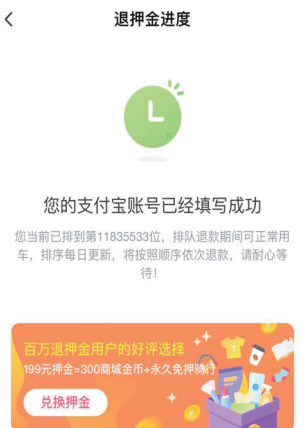 退押金进度
您的支付宝账号已经填写成功
您当前已排到第11835533位，排队退款期间可正常用
车，排序每日更新，将按照顺序依次退款，请耐心等
待！
百万退押金用户的好评选择
199元押金=300商城金币+永久免押骑行
兑换押金